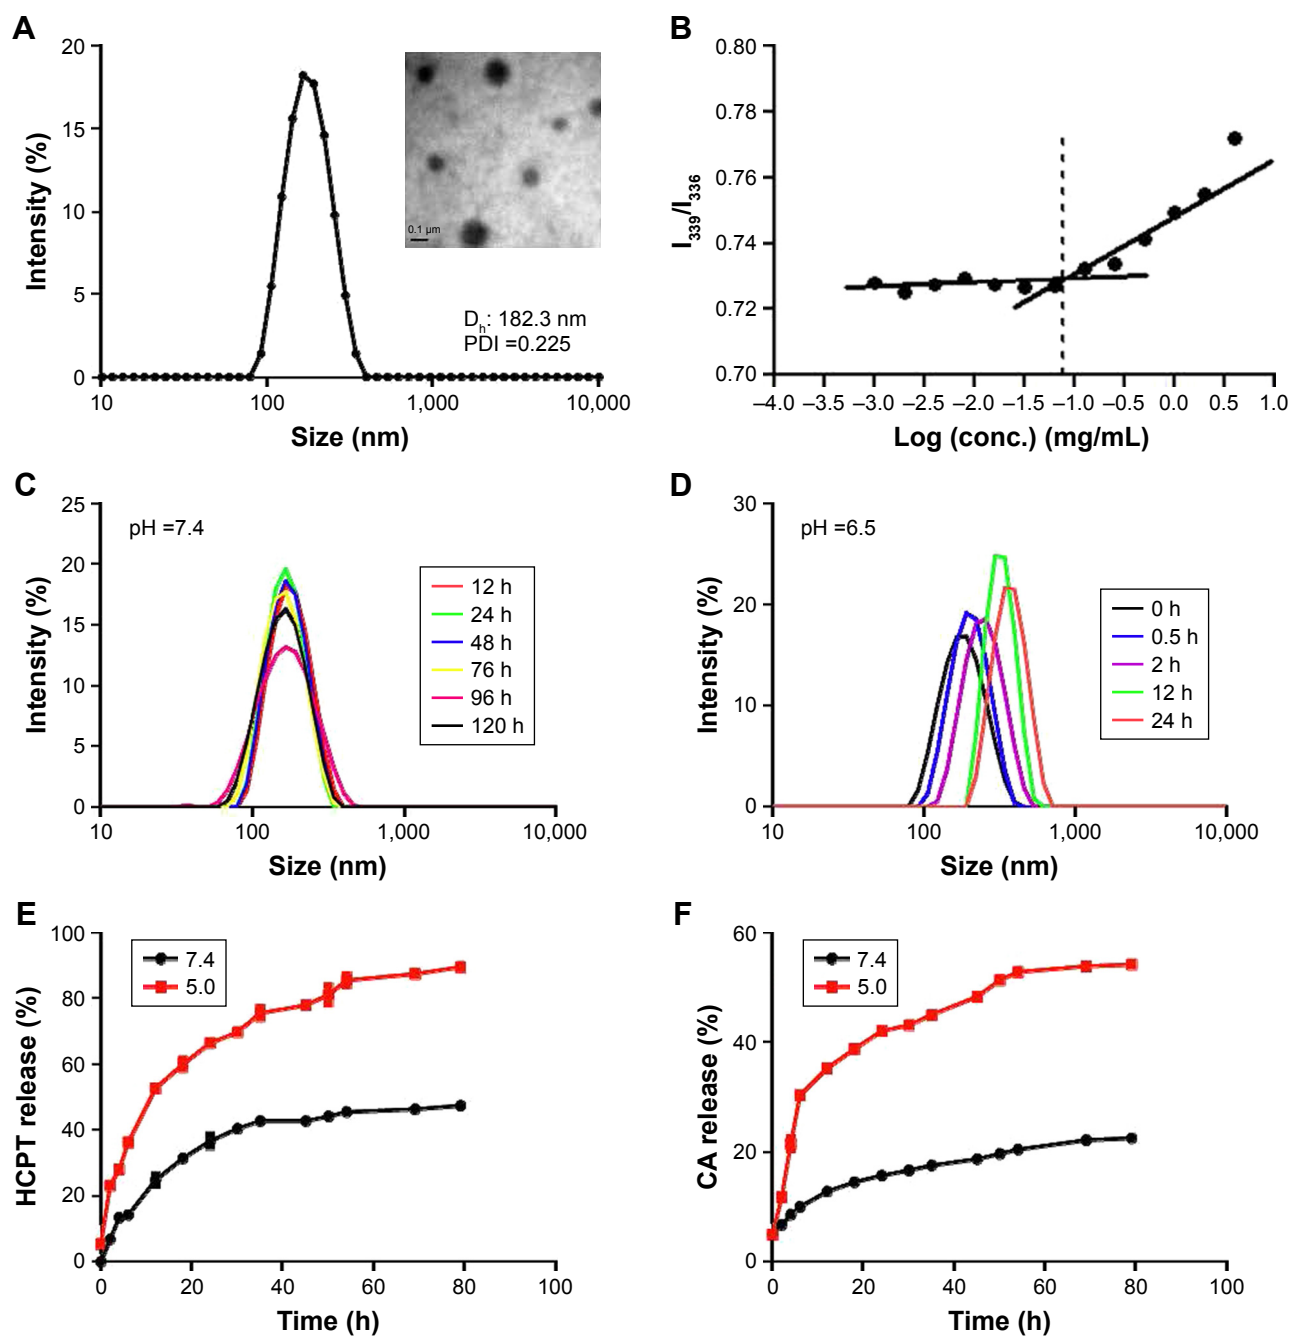 A
20
15
10
5
0
Intensity (%)
0.1 µm
Dh: 182.3 nm
PDI =0.225
10 100 1,000 10,000
Size (nm)
B
0.80
0.78
0.76
0.74
0.72
0.70
I339/I336
–4.0 –3.5 –3.0 –2.5 –2.0 –1.5 –1.0 –0.5 0.0 0.5 1.0
Log (conc.) (mg/mL)
C
25
20
15
10
5
0
Intensity (%)
pH =7.4
12 h
24 h
48 h
76 h
96 h
120 h
10 100 1,000 10,000
Size (nm)
D
30
20
10
0
Intensity (%)
pH =6.5
0 h
0.5 h
2 h
12 h
24 h
10 100 1,000 10,000
Size (nm)
E
100
80
60
40
20
0
HCPT release (%)
7.4
5.0
0 20 40 60 80 100
Time (h)
F
60
40
20
0
CA release (%)
7.4
5.0
0 20 40 60 80 100
Time (h)